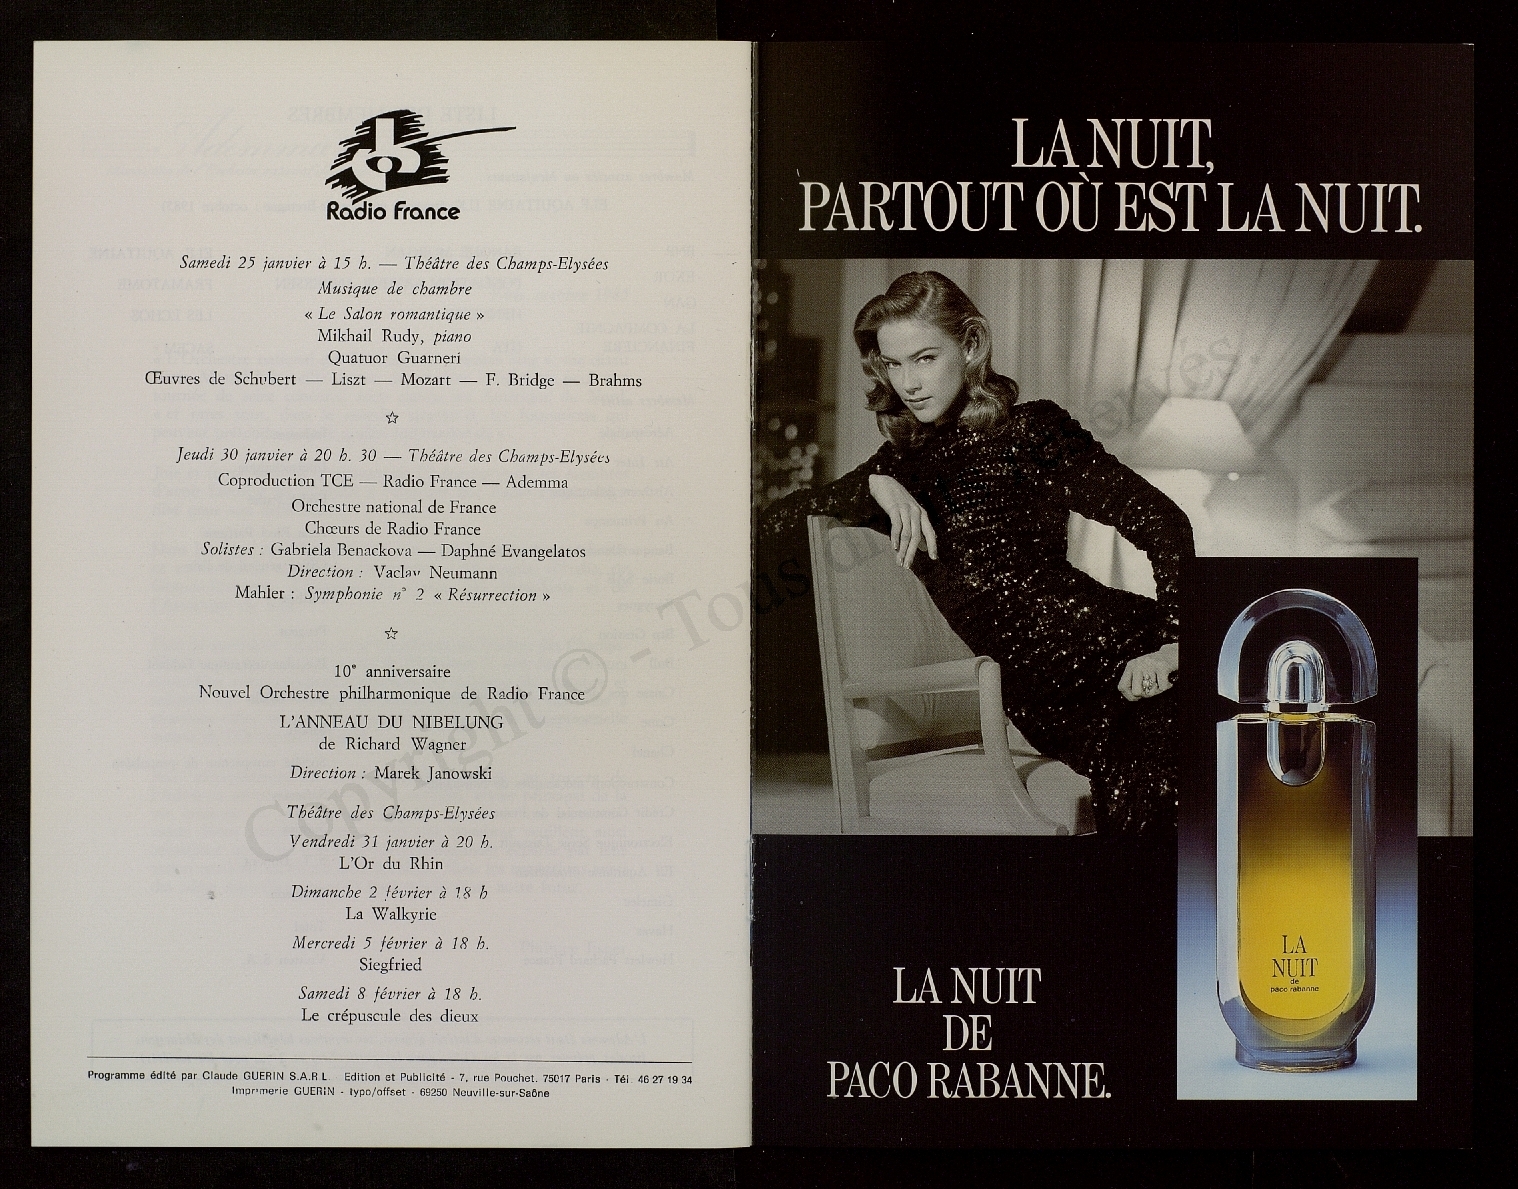 Radio France
Samedi 25 janvier à 15 h. — Théâtre des Champs-Elysées
Musique de chambre
« Le Salon romantique »
Mikhail Rudy, piano
Quatuor Guarneri
Œuvres de Schubert — Liszt — Mozart — F. Bridge — Brahms
Jeudi 30 janvier à 20 h. 30 — Théâtre des Champs-Elysées
Coproduction TCE — Radio France — Ademma
Orchestre national de France
Chœurs de Radio France
Solistes : Gabriela Benackova — Daphné Evangelatos
Direction : Vaclav Neumann
Mahler : Symphonie n° 2 « Résurrection »
10e anniversaire
Nouvel Orchestre philharmonique de Radio France
L'ANNEAU DU NIBELUNG
de Richard Wagner
Direction : Marek Janowski
Théâtre des Champs-Elysées
Vendredi 31 janvier à 20 h.
L'Or du Rhin
Dimanche 2 février à 18 h
La Walkyrie
Mercredi 5 février à 18 h.
Siegfried
Samedi 8 février à 18 h.
Le crépuscule des dieux
Programme édité par Claude GUERIN S.A.R.L. Edition et Publicité - 7, rue Pouchet. 75017 Paris - Tél. 46 27 19 34
Imprimerie GUERIN - typo/offset - 69250 Neuville-sur-Saône
Copyright © - Tous
LA NUIT,
PARTOUT OÙ EST LA NUIT.
LA
NUIT
de
paco rabanne
LA NUIT
DE
PACO RABANNE.